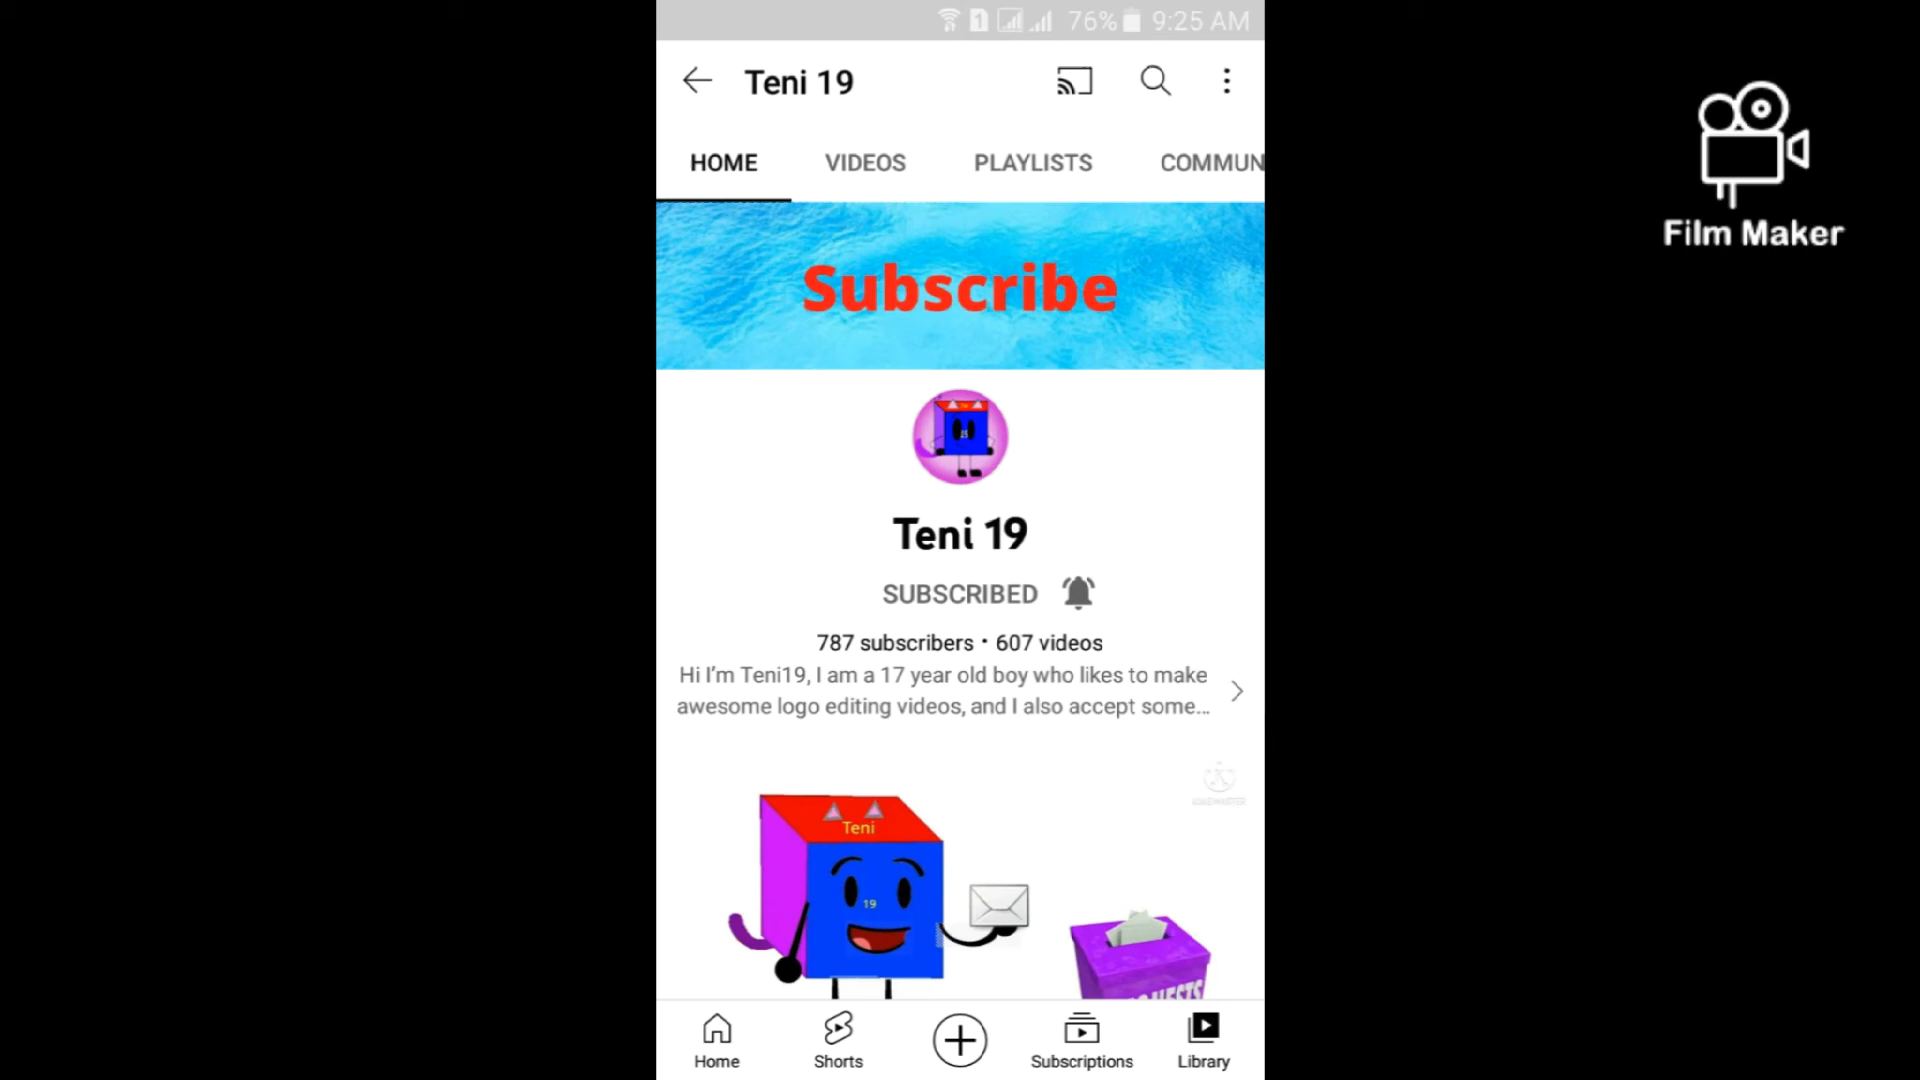 1 76% 9:25 AM
Teni 19
HOME VIDEOS PLAYLISTS COMMUN
Film Maker
Subscribe
Teni 19
SUBSCRIBED
787 subscribers • 607 videos
Hi I'm Teni19, I am a 17 year old boy who likes to make
awesome logo editing videos, and I also accept some...
Teni
19
Home Shorts Subscriptions Library